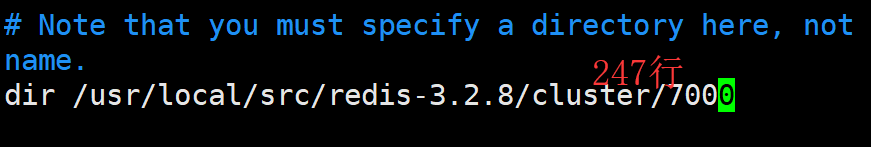 # Note that you must specify a directory here, not
name.
247行
dir /usr/local/src/redis-3.2.8/cluster/7000